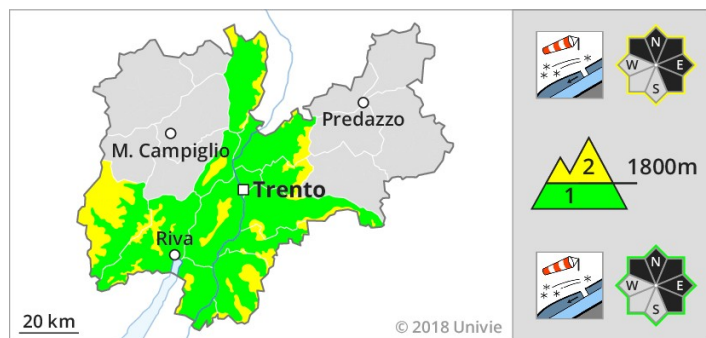 Predazzo
M. Campiglio
Trento
Riva
20 km
© 2018 Univie
N
W E
S
2 1800m
1
N
W E
S